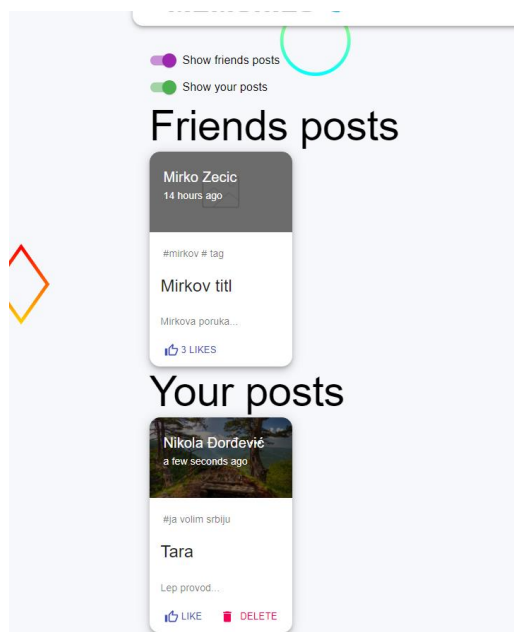 Show friends posts
Show your posts
Friends posts
Mirko Zecic
14 hours ago
#mirkov # tag
Mirkov titl
Mirkova poruka...
3 LIKES
Your posts
Nikola Đorđević
a few seconds ago
#ja volim srbiju
Tara
Lep provod...
LIKE DELETE